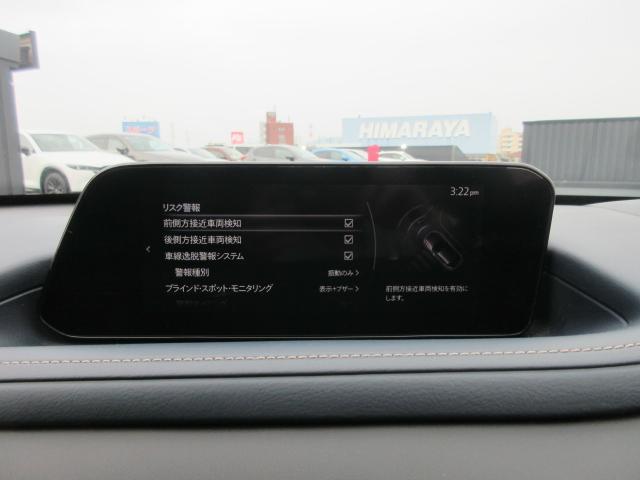 HIMARAYA
3:22pm
リスク警報
前側方接近車両検知
後側方接近車両検知
車線逸脱警報システム
警報種別 振動のみ
ブラインド・スポット・モニタリング 表示+ブザー
前側方接近車両検知を有効に
します。